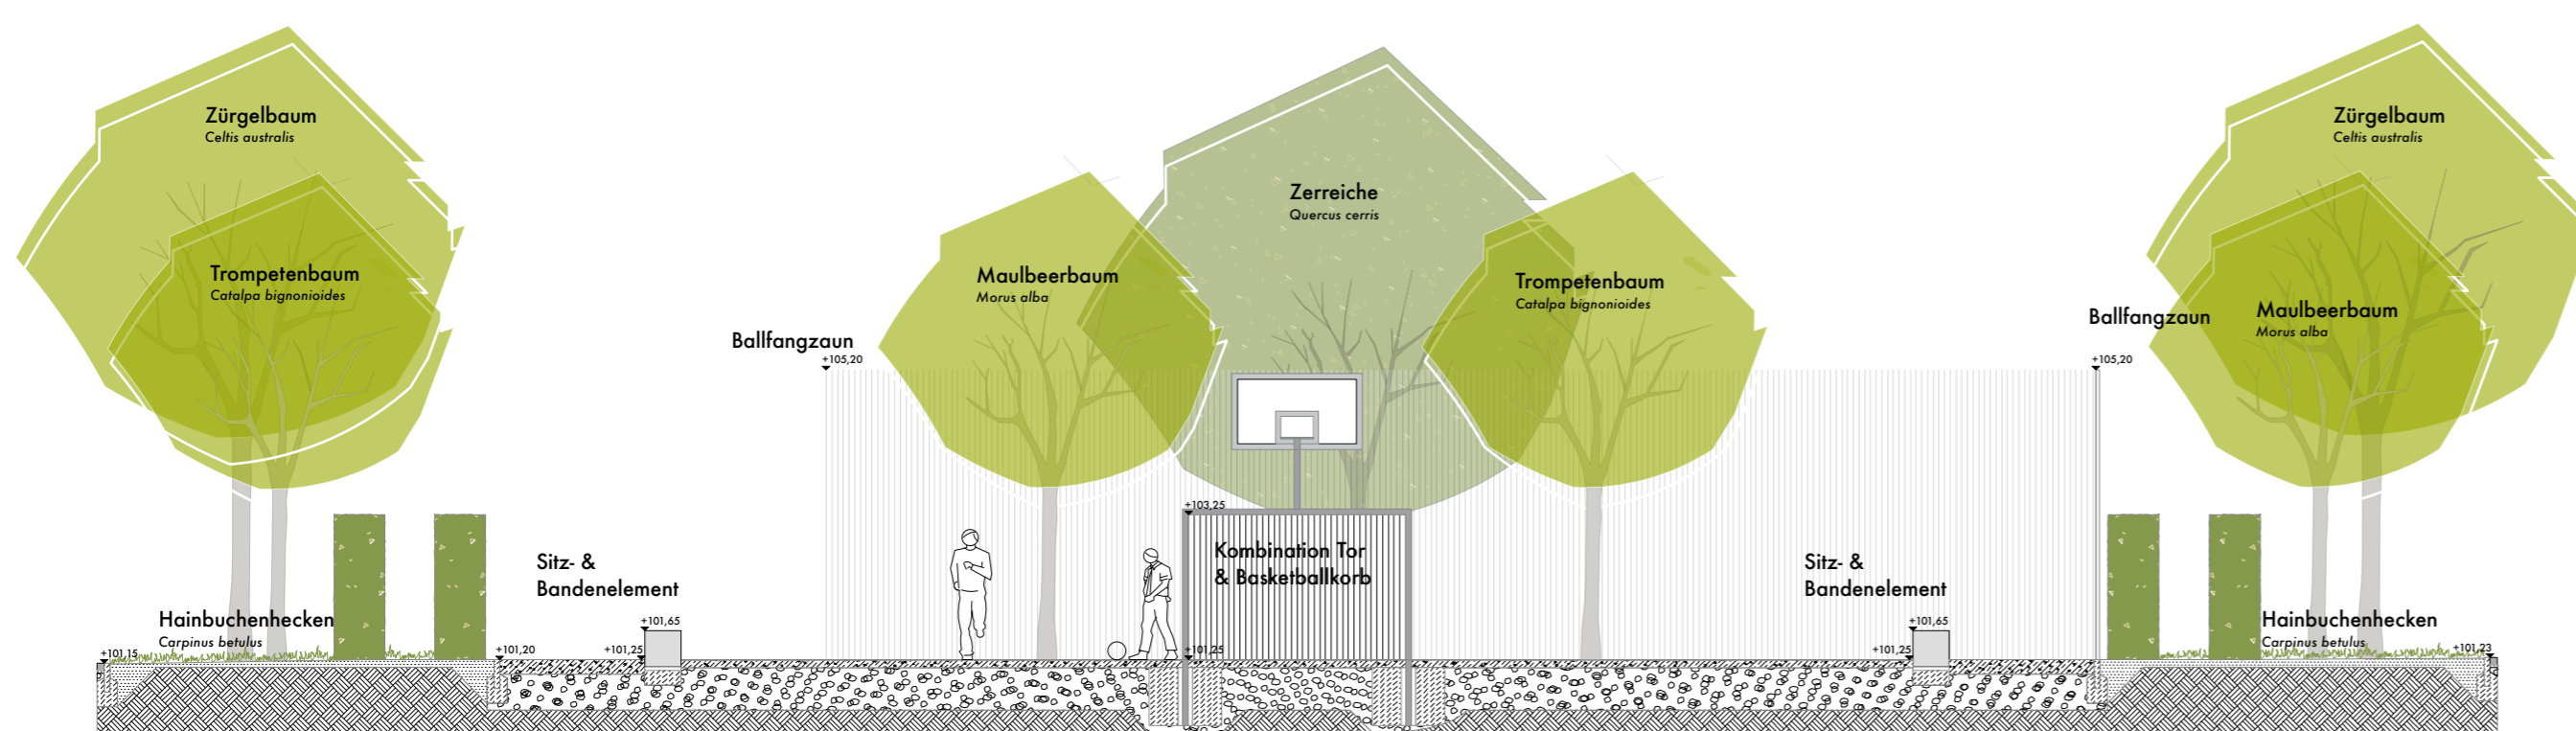 Zürgelbaum
Celtis australis
Trompetenbaum
Catalpa bignonioides
Hainbuchenhecken
Carpinus betulus
+101,15
Sitz- &
Bandenelement
+101,20
+101,25
+101,65
Ballfangzaun
+105,20
Maulbeerbaum
Morus alba
Zerreiche
Quercus cerris
Trompetenbaum
Catalpa bignonioides
+103,25
Kombination Tor
& Basketballkorb
+101,25
Sitz- &
Bandenelement
+101,65
+101,25
Ballfangzaun
+105,20
Zürgelbaum
Celtis australis
Maulbeerbaum
Morus alba
Hainbuchenhecken
Carpinus betulus
+101,23